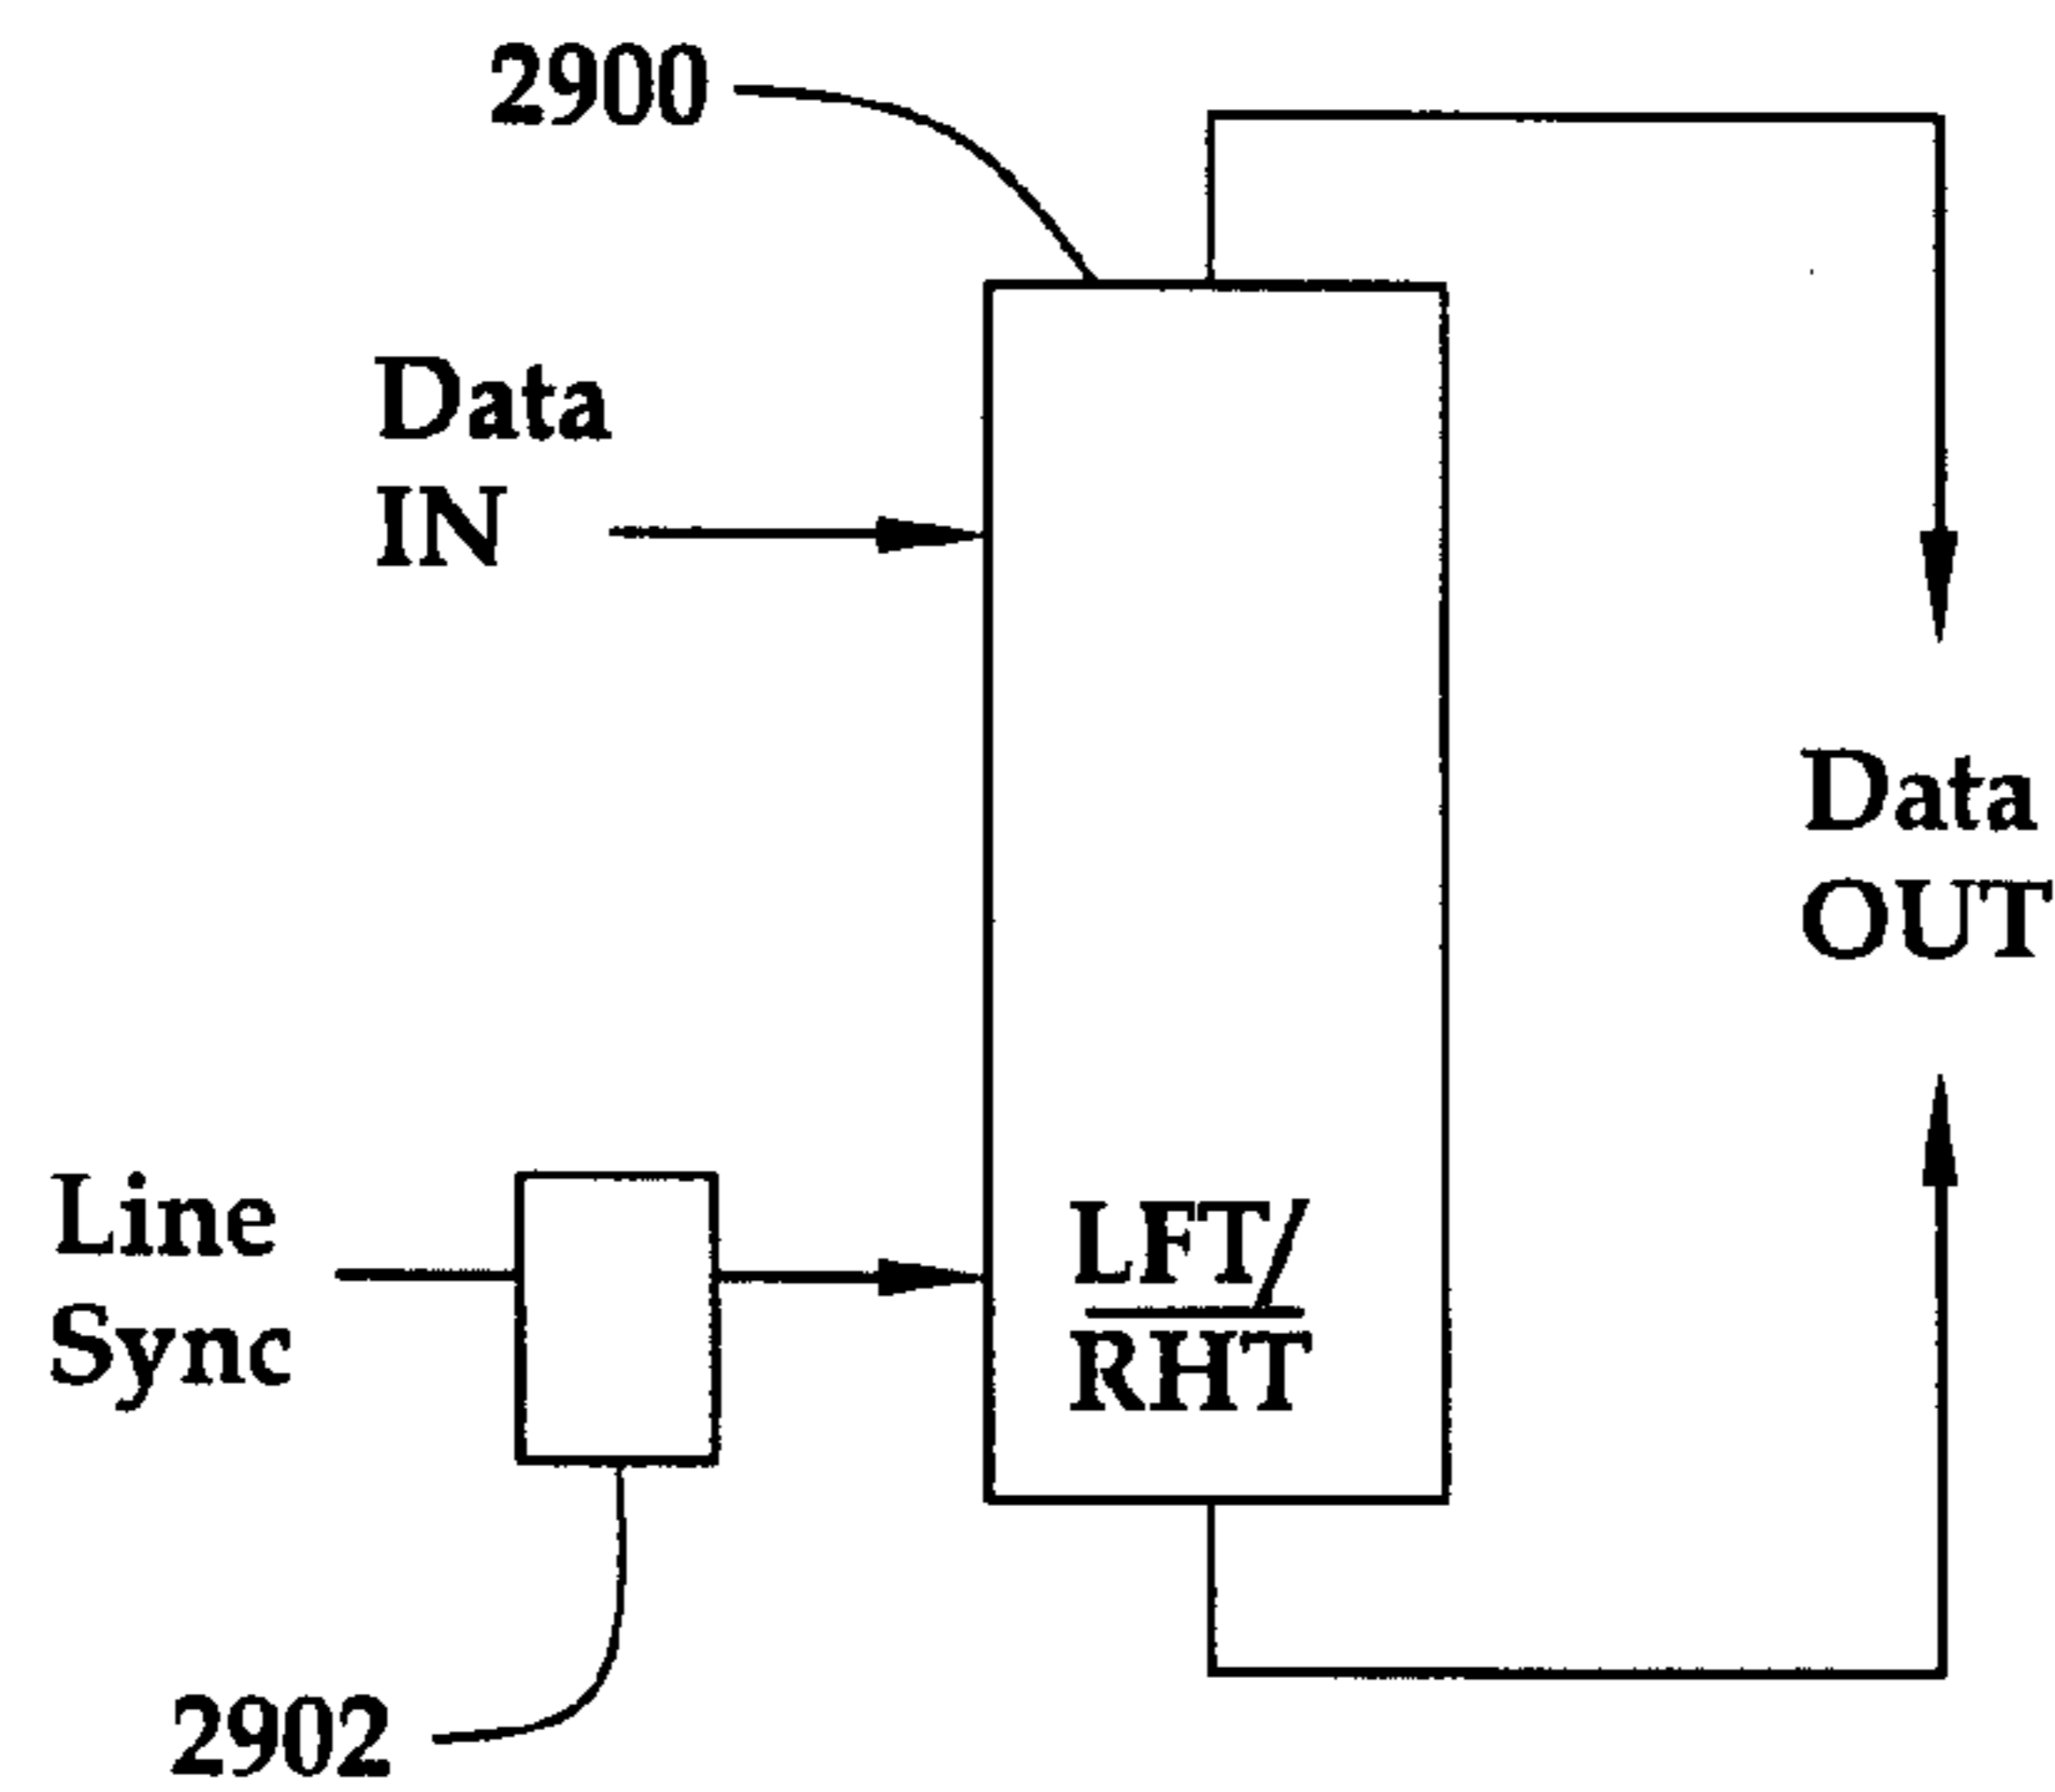 2900
Data
IN
Data
OUT
Line
Sync
LFT/
RHT
2902